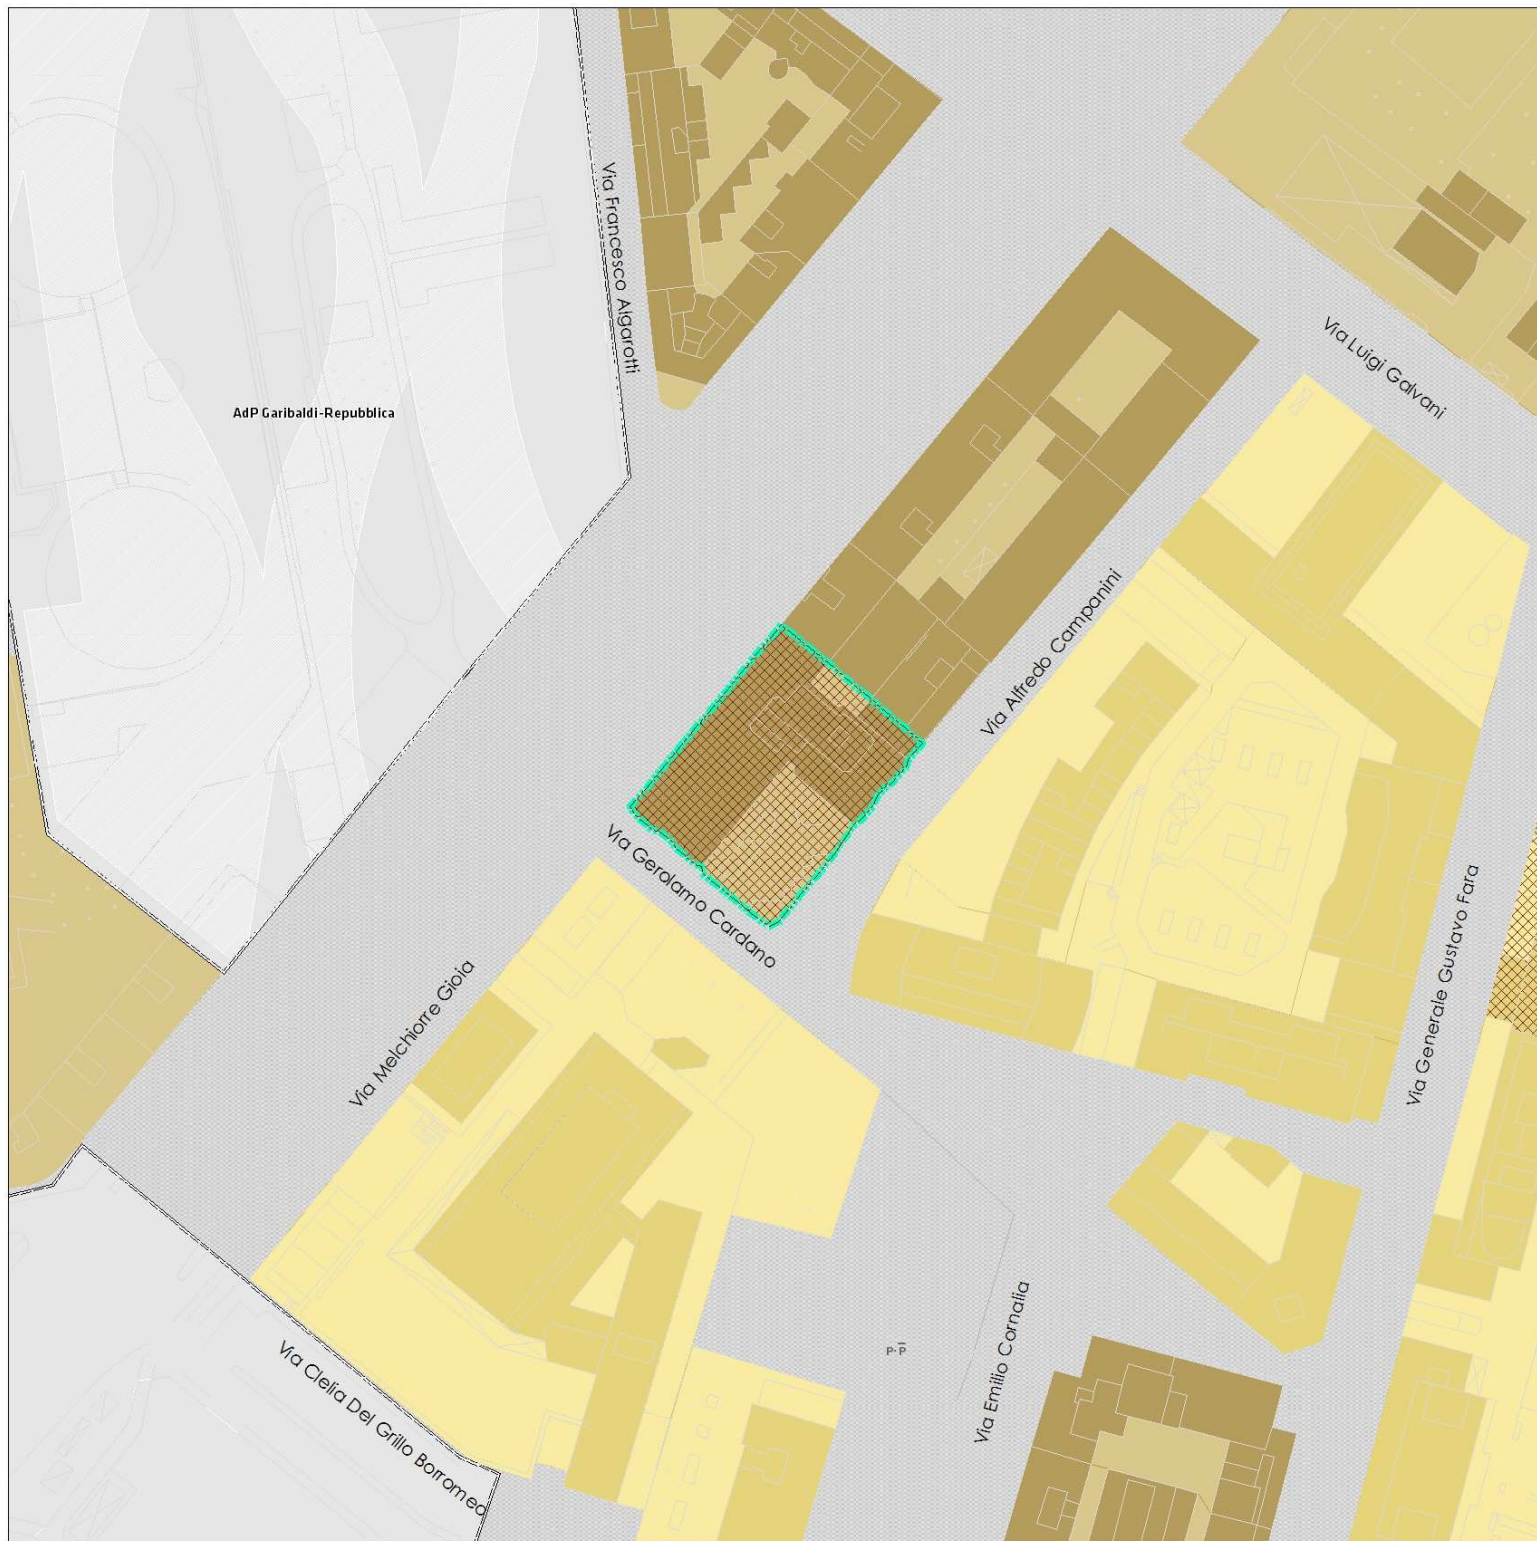 Via Francesco Algarotti
Via Luigi Galvani
AdP Garibaldi-Repubblica
Via Alfredo Campanini
Via Gerolamo Cardano
Via Generale Gustavo Fara
Via Melchiorre Gioia
Via Emilio Cornalia
P-P̅
Via Clelia Del Grillo Borromeo